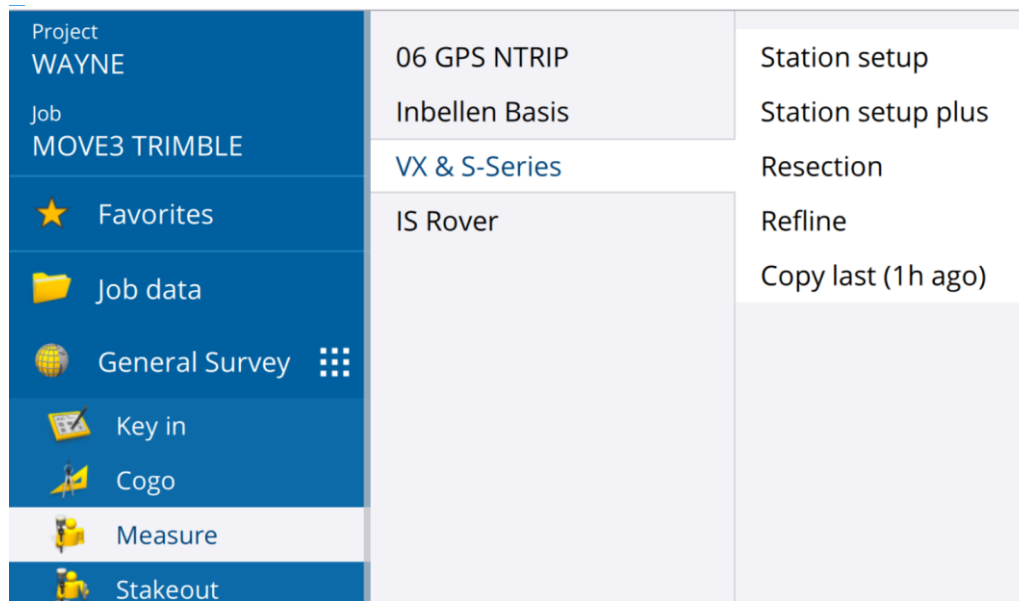 Project
WAYNE
Job
MOVE3 TRIMBLE
Favorites
Job data
General Survey
Key in
Cogo
Measure
Stakeout
06 GPS NTRIP
Inbellen Basis
VX & S-Series
IS Rover
Station setup
Station setup plus
Resection
Refline
Copy last (1h ago)